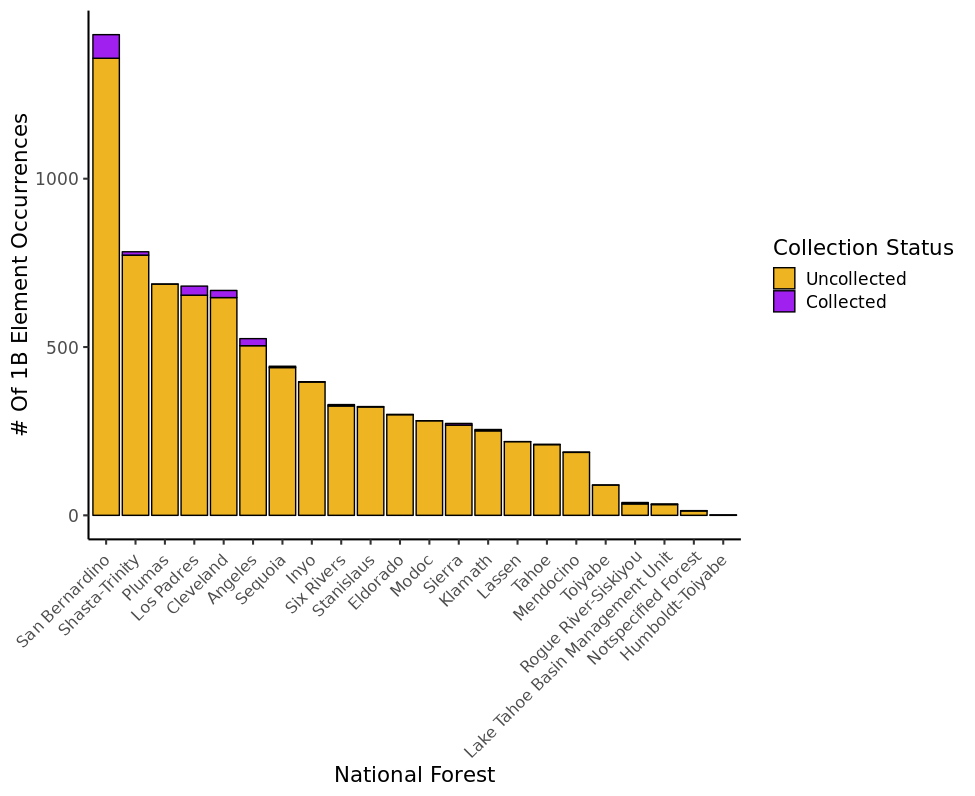 # Of 1B Element Occurrences
1000
500
0
San Bernardino
Shasta-Trinity
Plumas
Los Padres
Cleveland
Angeles
Sequoia
Inyo
Six Rivers
Stanislaus
Eldorado
Modoc
Sierra
Klamath
Lassen
Tahoe
Mendocino
Toiyabe
Rogue River-Siskiyou
Lake Tahoe Basin Management Unit
Notspecified Forest
Humboldt-Toiyabe
National Forest
Collection Status
Uncollected
Collected